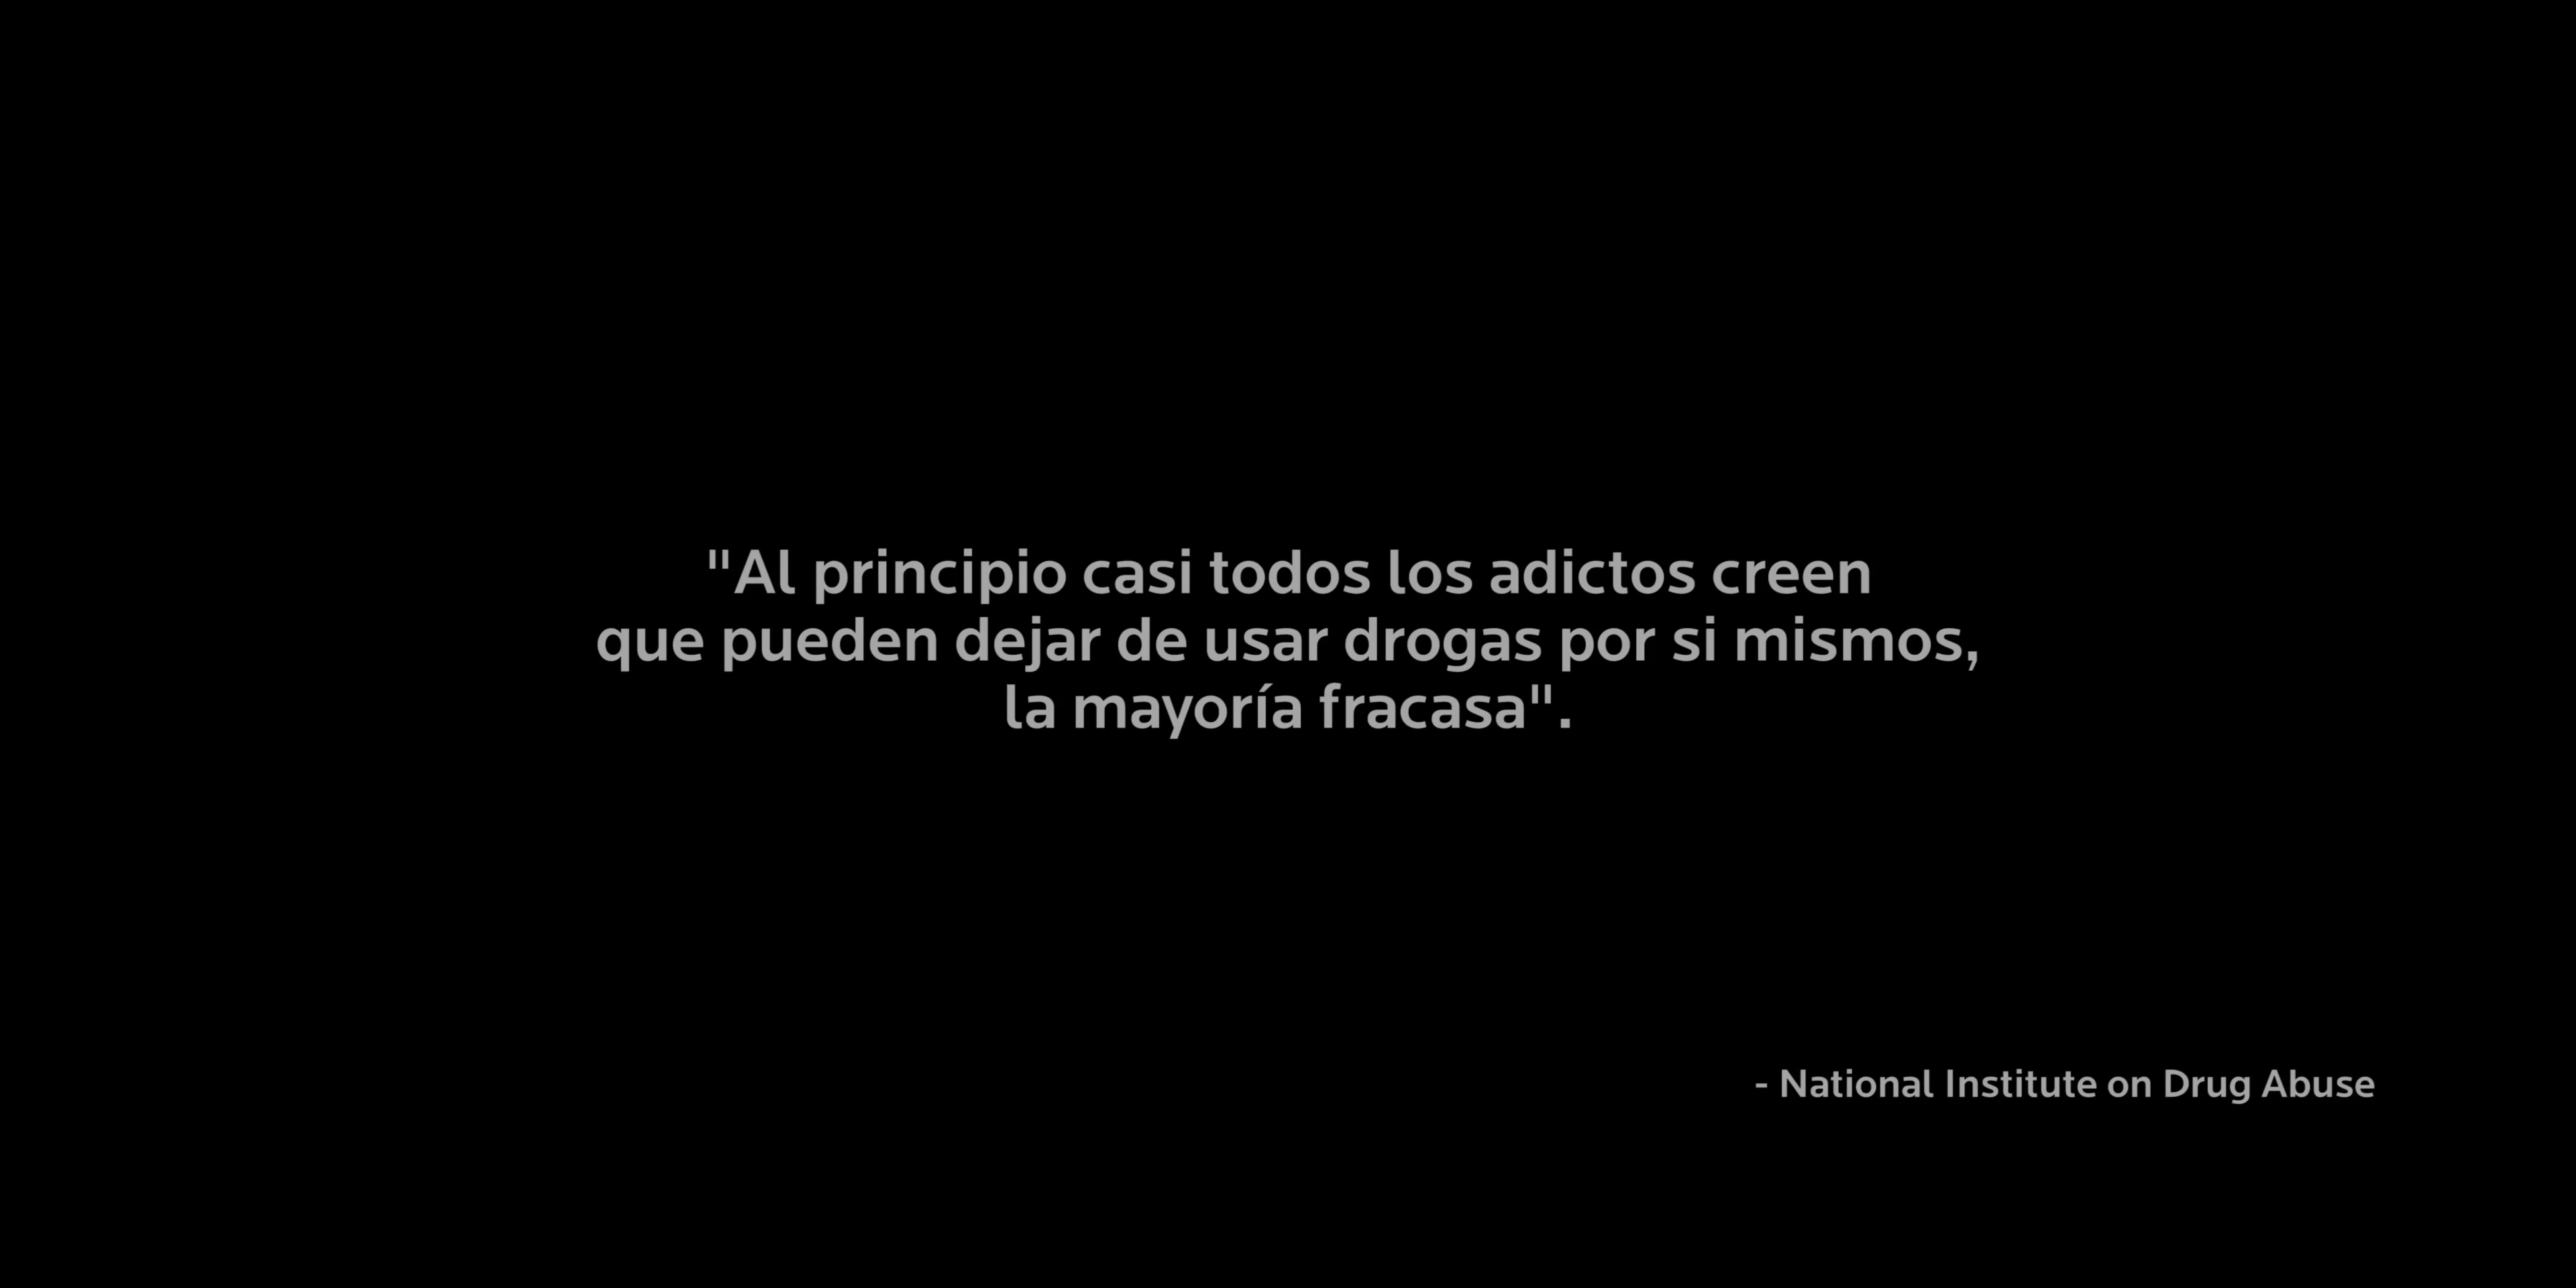 "Al principio casi todos los adictos creen
que pueden dejar de usar drogas por si mismos,
la mayoría fracasa".
- National Institute on Drug Abuse